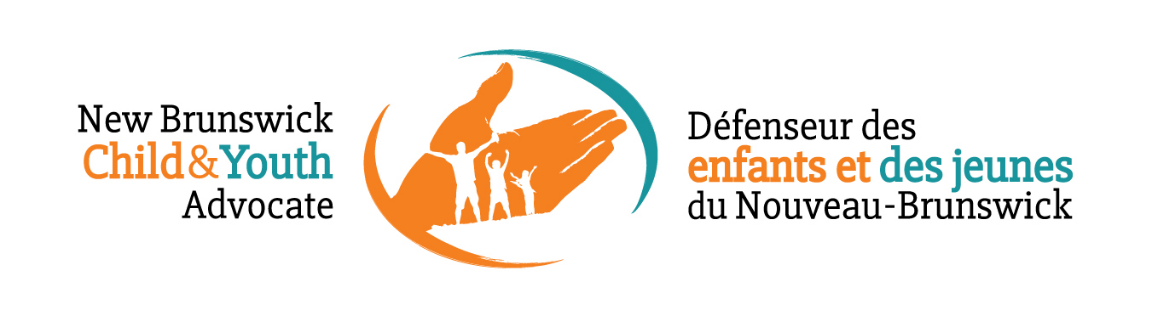 New Brunswick
Child&Youth
Advocate
Défenseur des
enfants et des jeunes
du Nouveau-Brunswick